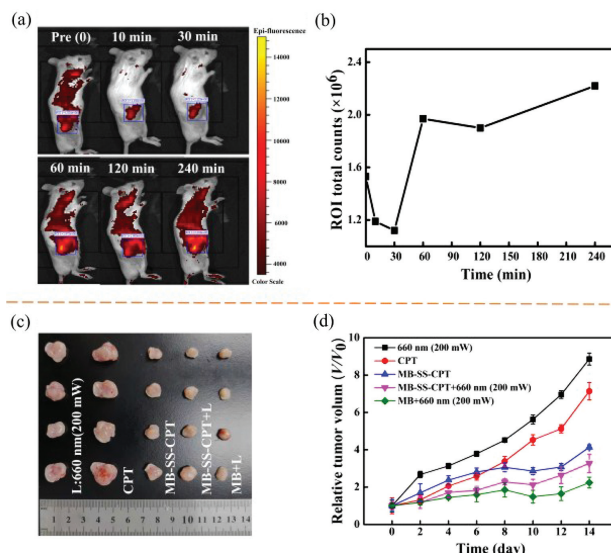 (a)
Epi-fluorescence
Pre (0) 10 min 30 min
60 min 120 min 240 min
14000
12000
10000
8000
6000
4000
Color Scale
(b)
ROI total counts (×10⁶)
2.4
2.1
1.8
1.5
1.2
0 30 60 90 120 150 180 210 240
Time (min)
(c)
L:660 nm(200 mW)
CPT
MB-SS-CPT
MB-SS-CPT+L
MB+L
1 2 3 4 5 6 7 8 9 10 11 12 13 14
(d)
Relative tumor volum (V/V0)
10
8
6
4
2
0
660 nm (200 mW)
CPT
MB-SS-CPT
MB-SS-CPT+660 nm (200 mW)
MB+660 nm (200 mW)
0 2 4 6 8 10 12 14
Time (day)